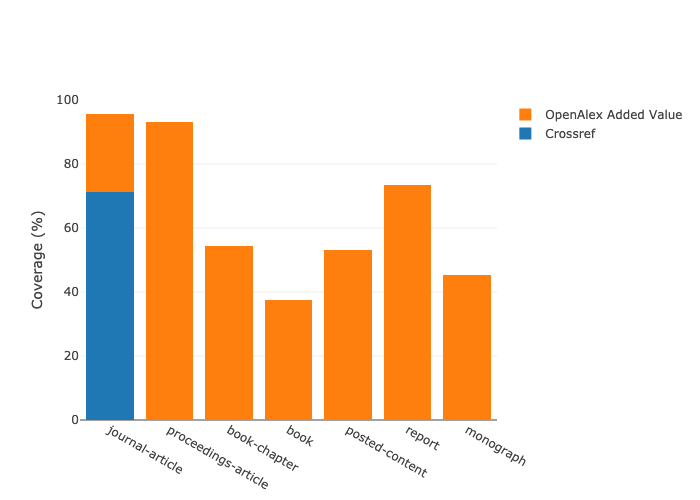 100
80
60
40
20
0
Coverage (%)
journal-article
proceedings-article
book-chapter
book
posted-content
report
monograph
OpenAlex Added Value
Crossref